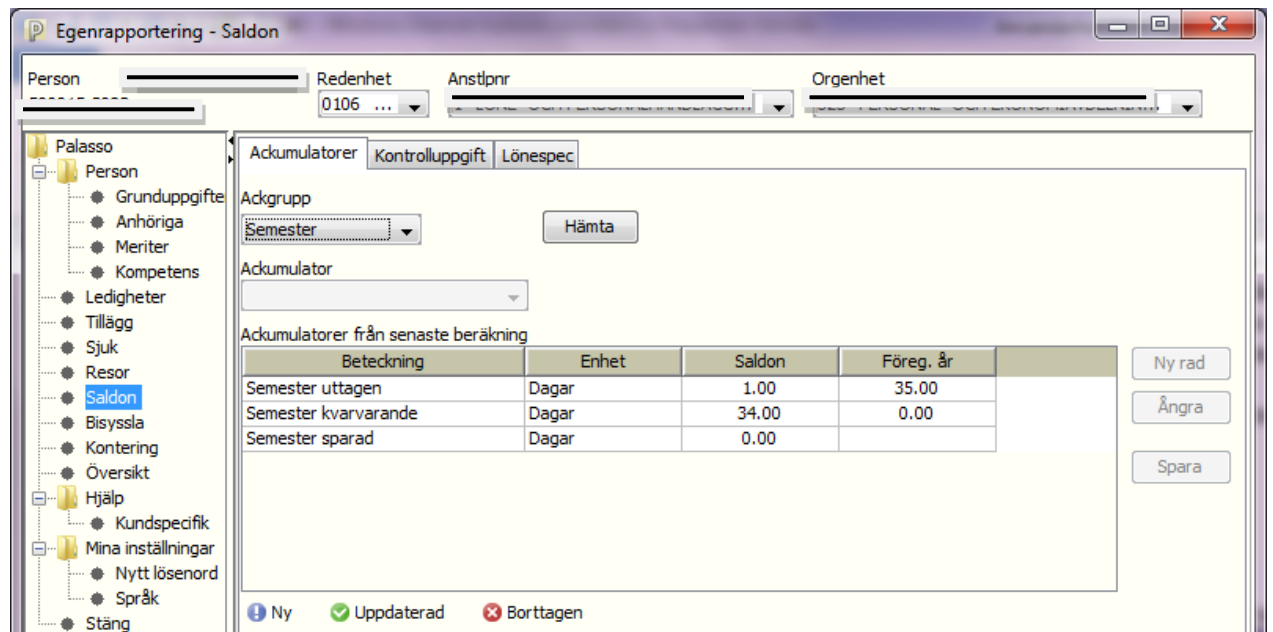 Egenrapportering - Saldon
Person Redenhet Anstlpnr Orgenhet
0106 ...
Palasso
Person
Grunduppgifte
Anhöriga
Meriter
Kompetens
Ledigheter
Tillägg
Sjuk
Resor
Saldon
Bisyssla
Kontering
Översikt
Hjälp
Kundspecifik
Mina inställningar
Nytt lösenord
Språk
Stäng
Ackumulatorer Kontrolluppgift Lönespec
Ackgrupp
Semester Hämta
Ackumulator
Ackumulatorer från senaste beräkning
Beteckning Enhet Saldon Föreg. år
Semester uttagen Dagar 1.00 35.00
Semester kvarvarande Dagar 34.00 0.00
Semester sparad Dagar 0.00
Ny rad
Ångra
Spara
Ny Uppdaterad Borttagen